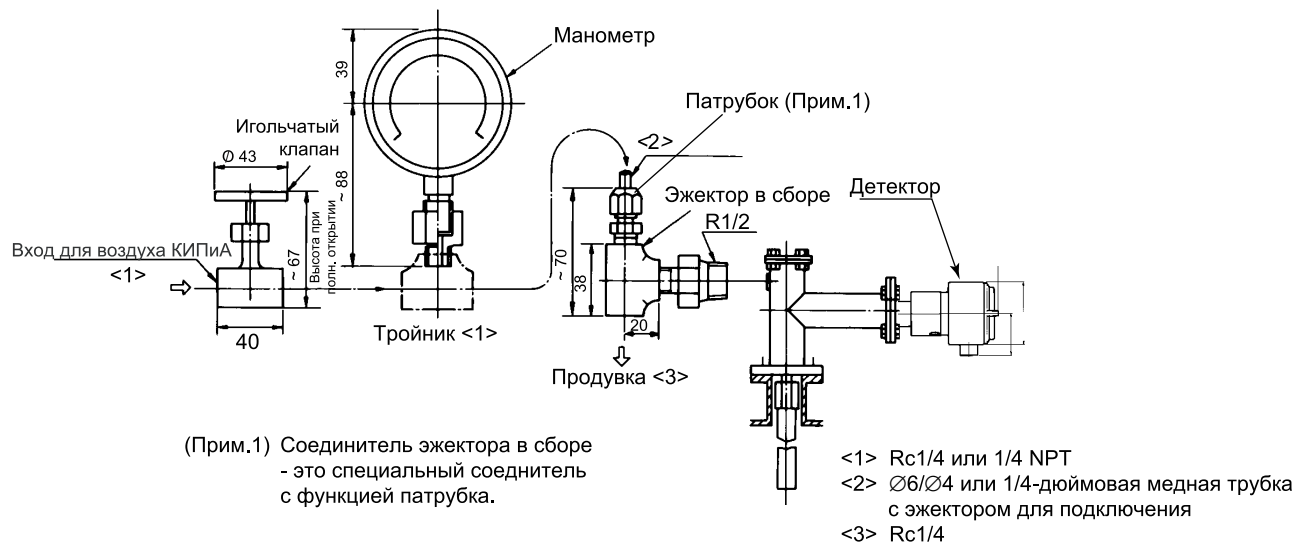 Манометр
39
Патрубок (Прим.1)
<2>
Игольчатый
клапан
Ø 43
~ 88
Эжектор в сборе
R1/2
Детектор
Вход для воздуха КИПиА
<1>
~ 67
Высота при
полн. открытии
~ 70
38
20
40
Тройник <1>
Продувка <3>
(Прим.1) Соединитель эжектора в сборе
- это специальный соеднитель
с функцией патрубка.
<1> Rc1/4 или 1/4 NPT
<2> Ø6/Ø4 или 1/4-дюймовая медная трубка
с эжектором для подключения
<3> Rc1/4